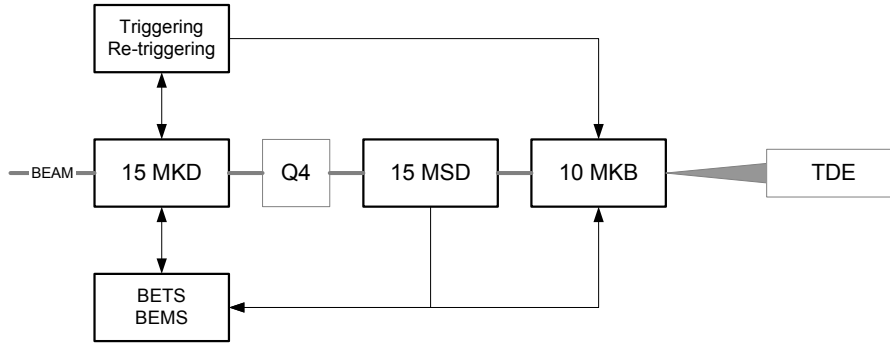 Triggering
Re-triggering
BEAM
15 MKD
Q4
15 MSD
10 MKB
TDE
BETS
BEMS